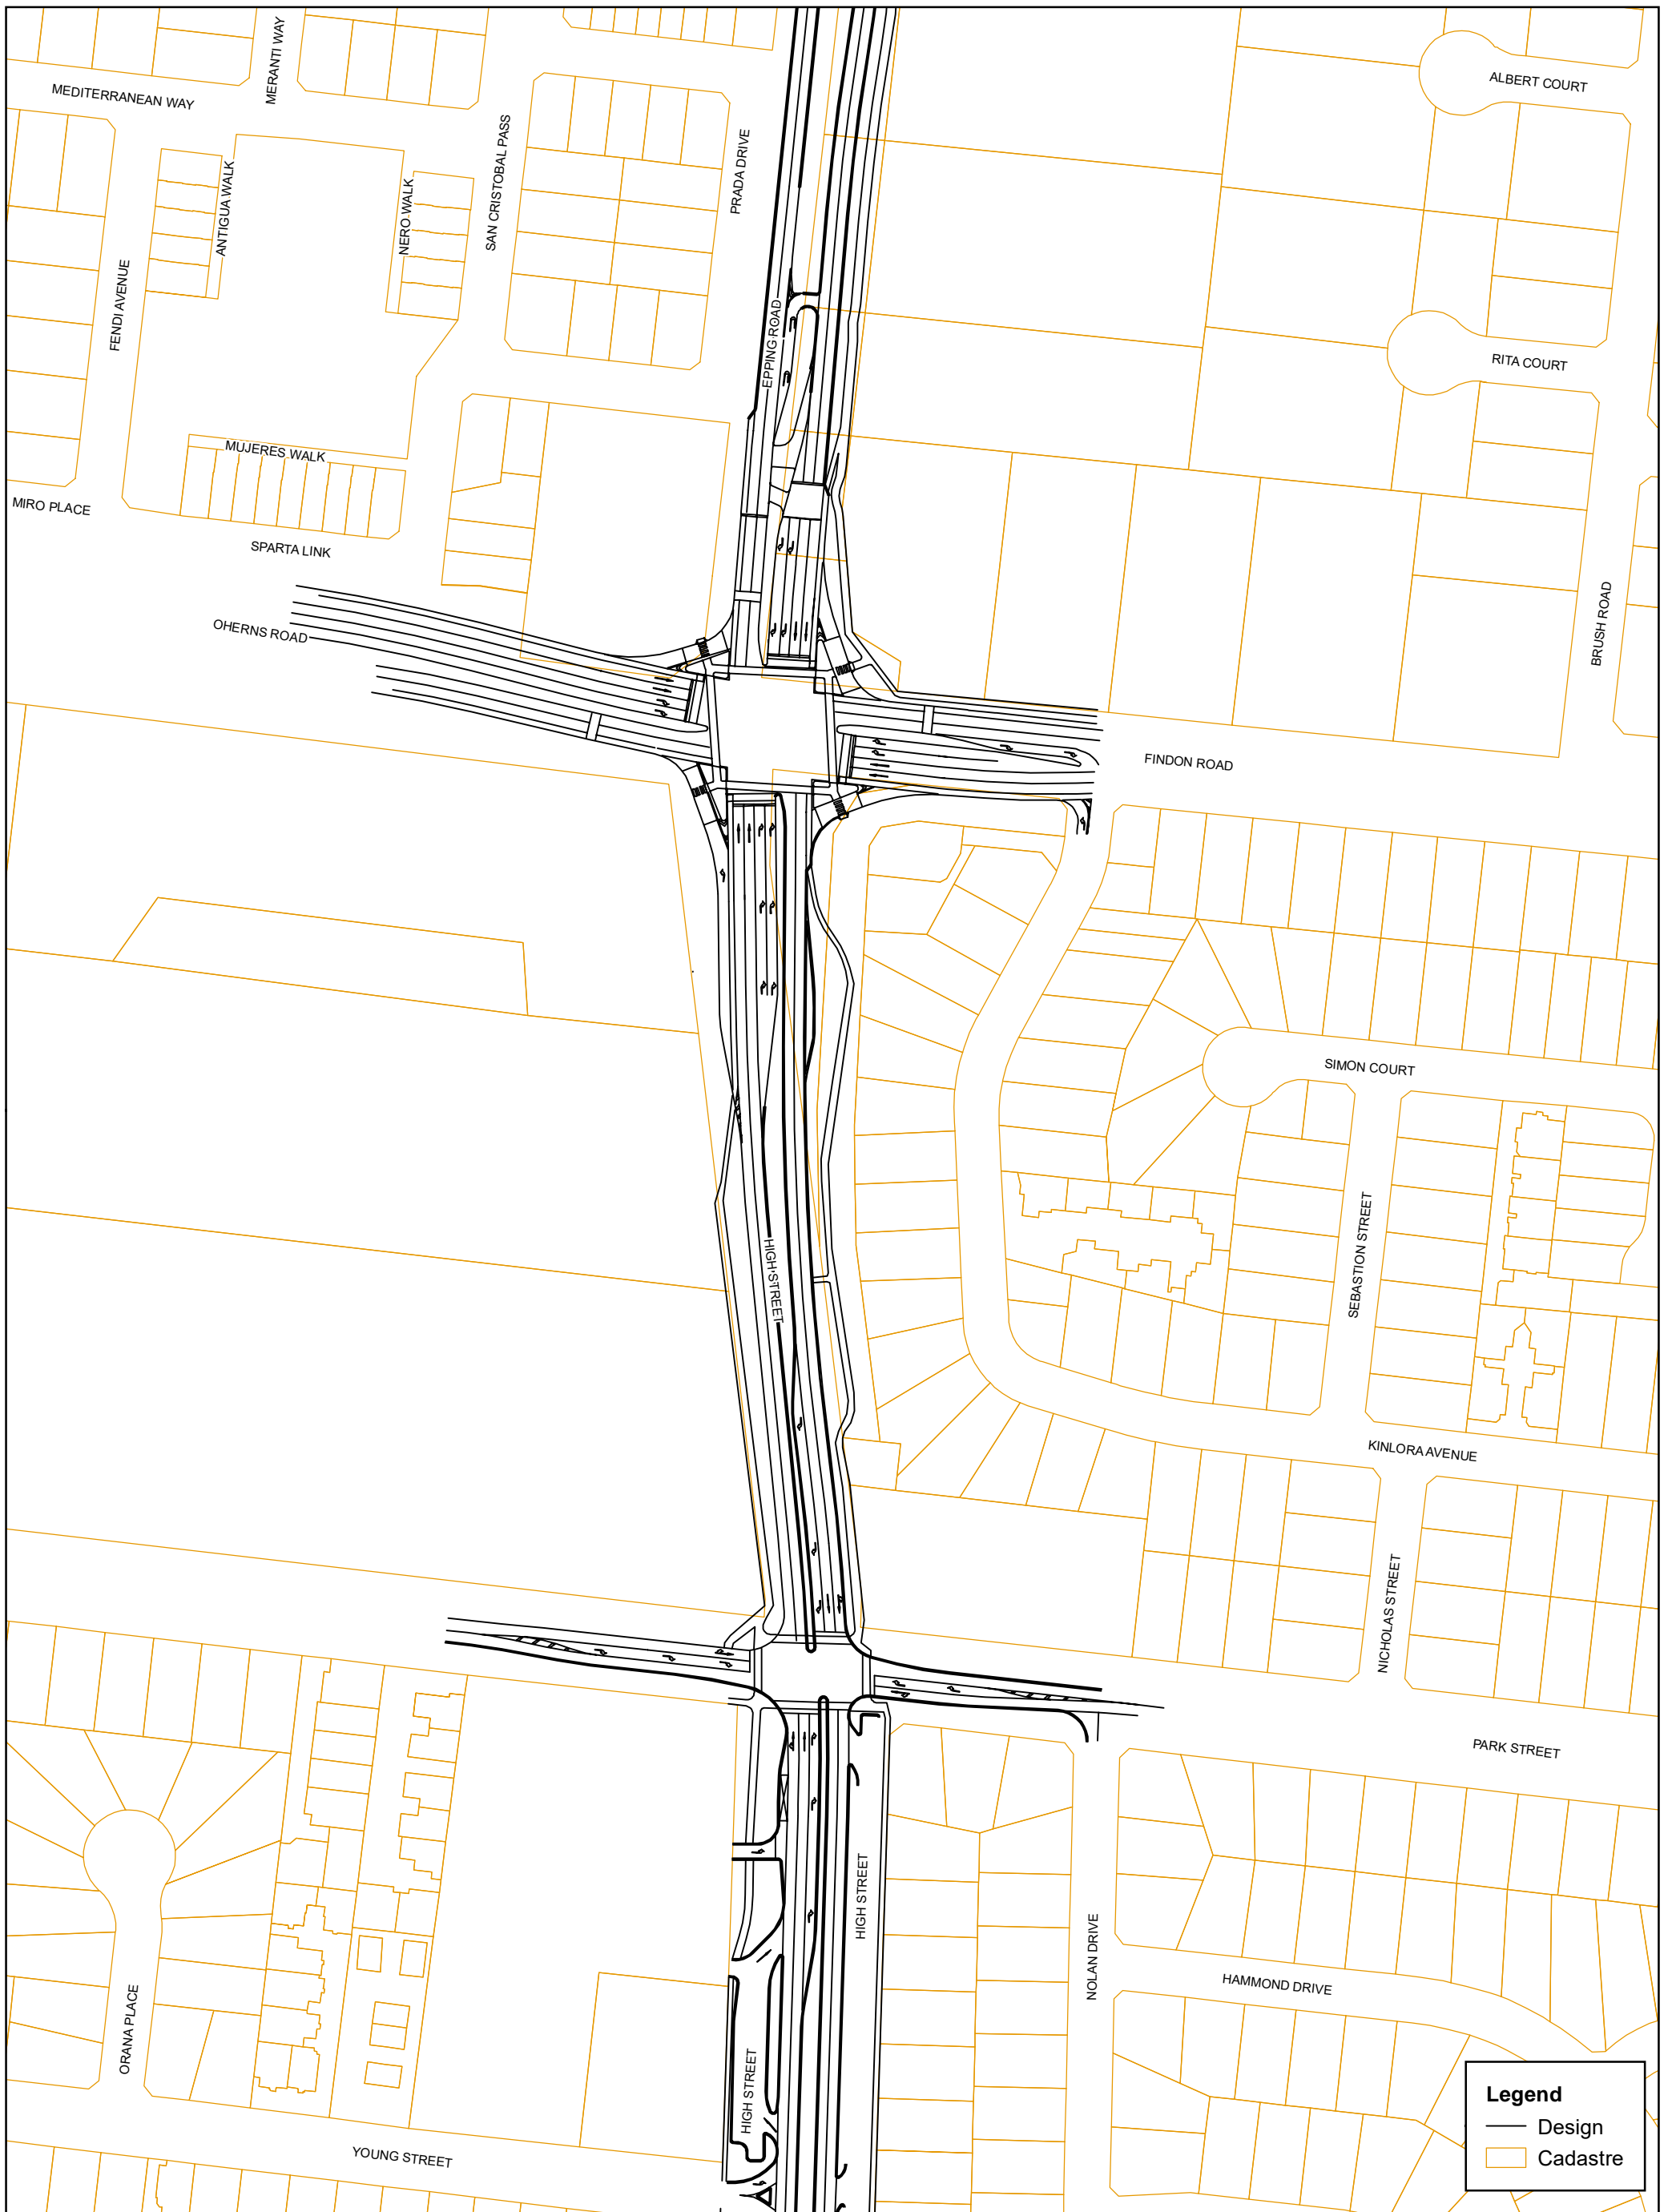 MERANTI WAY
ALBERT COURT
MEDITERRANEAN WAY
SAN CRISTOBAL PASS
PRADA DRIVE
ANTIGUA WALK
NERO WALK
FENDI AVENUE
EPPING ROAD
RITA COURT
MUJERES WALK
MIRO PLACE
SPARTA LINK
OHERNS ROAD
BRUSH ROAD
FINDON ROAD
SIMON COURT
SEBASTION STREET
HIGH STREET
KINLORA AVENUE
NICHOLAS STREET
PARK STREET
HIGH STREET
NOLAN DRIVE
HAMMOND DRIVE
ORANA PLACE
HIGH STREET
YOUNG STREET
Legend
Design
Cadastre